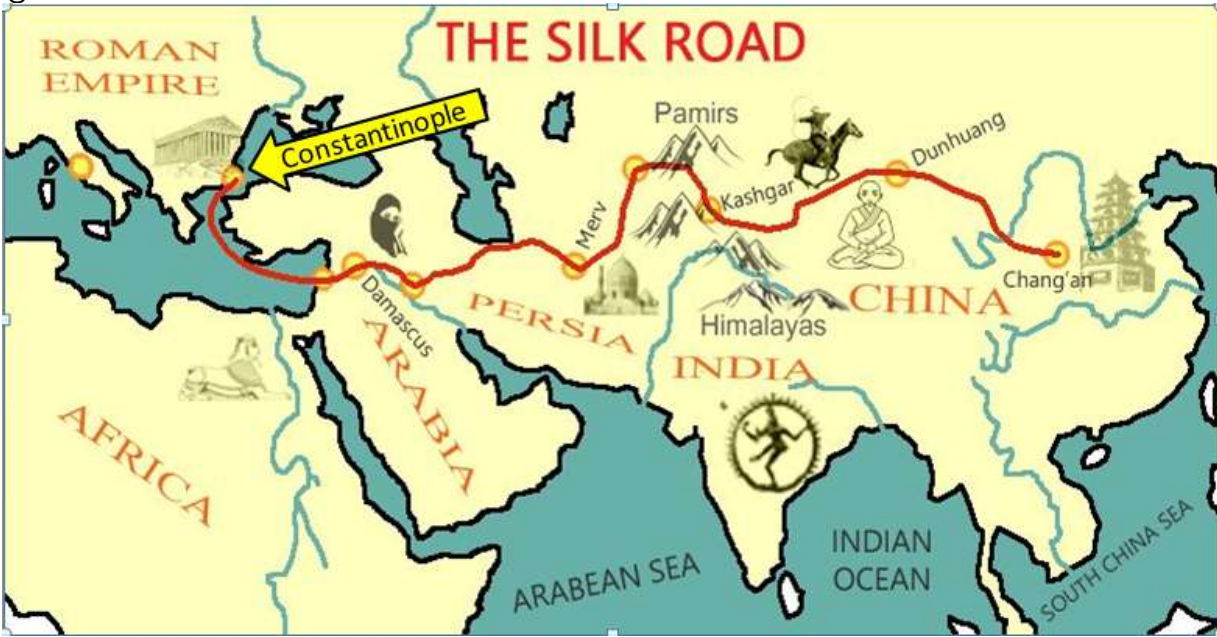 THE SILK ROAD
ROMAN
EMPIRE
Constantinople
Pamirs
Dunhuang
Kashgar
Merv
Damascus
Chang'an
PERSIA
CHINA
Himalayas
ARABIA
INDIA
AFRICA
ARABEAN SEA
INDIAN
OCEAN
SOUTH CHINA SEA